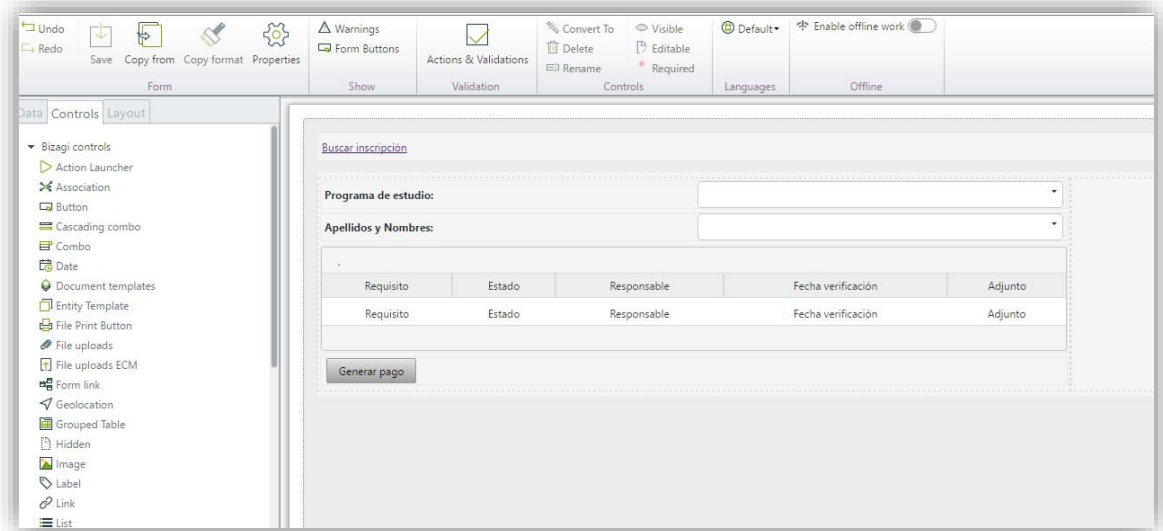 Undo
Redo
Save
Copy from
Copy format
Properties
Form
Warnings
Form Buttons
Show
Actions & Validations
Validation
Convert To
Delete
Rename
Visible
Editable
Required
Controls
Default
Languages
Enable offline work
Offline
Data Controls Layout
Bizagi controls
Action Launcher
Association
Button
Cascading combo
Combo
Date
Document templates
Entity Template
File Print Button
File uploads
File uploads ECM
Form link
Geolocation
Grouped Table
Hidden
Image
Label
Link
List
Buscar inscripción
Programa de estudio:
Apellidos y Nombres:
.
Requisito Estado Responsable Fecha verificación Adjunto
Requisito Estado Responsable Fecha verificación Adjunto
Generar pago